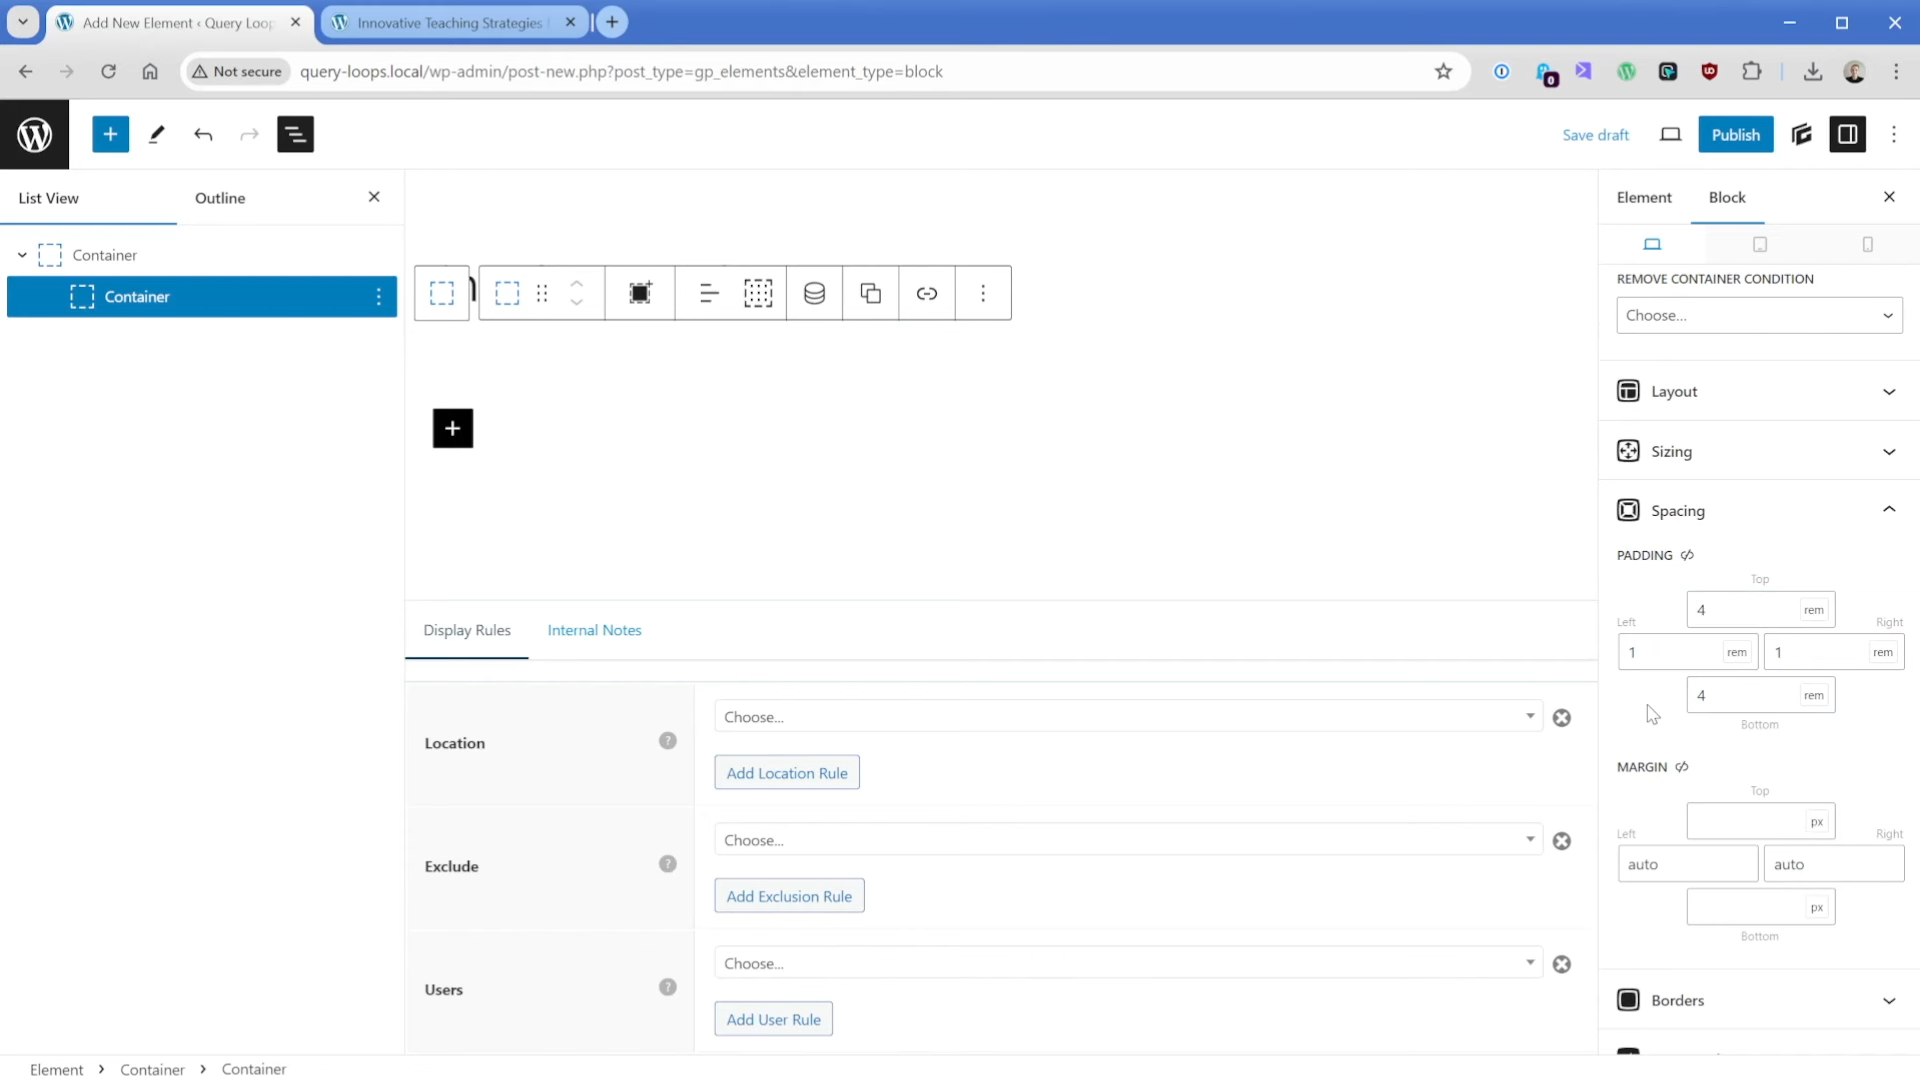 Add New Element ‹ Query Loop
Innovative Teaching Strategies
Not secure
query-loops.local/wp-admin/post-new.php?post_type=gp_elements&element_type=block
0
Save draft
Publish
List View
Outline
Element
Block
Container
Container
REMOVE CONTAINER CONDITION
Choose...
Layout
Sizing
Spacing
PADDING
Top
4 rem
Left
Right
1 rem
1 rem
4 rem
Bottom
MARGIN
Top
px
Left
Right
auto
auto
px
Bottom
Borders
Display Rules
Internal Notes
Location
?
Choose...
Add Location Rule
Exclude
?
Choose...
Add Exclusion Rule
Users
?
Choose...
Add User Rule
Element > Container > Container